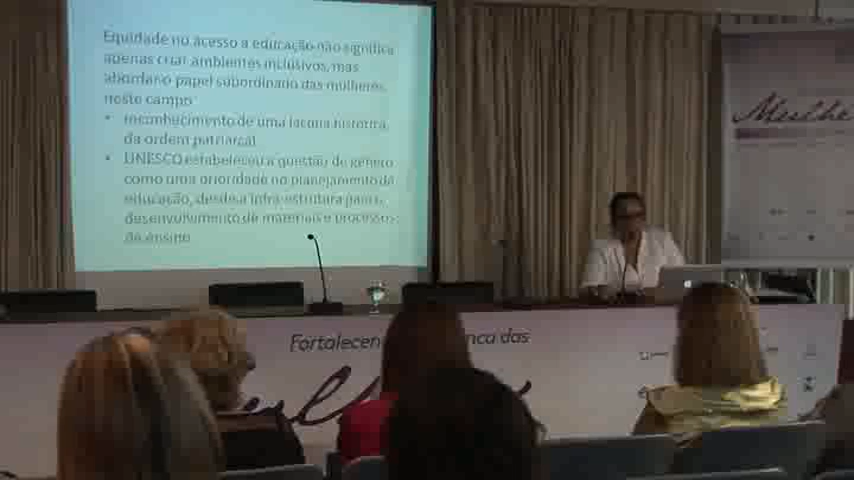 Equidade no acesso a educação não significa
apenas criar ambientes inclusivos, mas
abordar o papel subordinado das mulheres,
neste campo
• reconhecimento de uma lacuna histórica,
da ordem patriarcal
• UNESCO estabeleceu a questão de gênero
como uma prioridade no planejamento da
educação, desde a infra-estrutura para o
desenvolvimento de materiais e processos
de ensino
Mulhe
Fortalecen
nça das